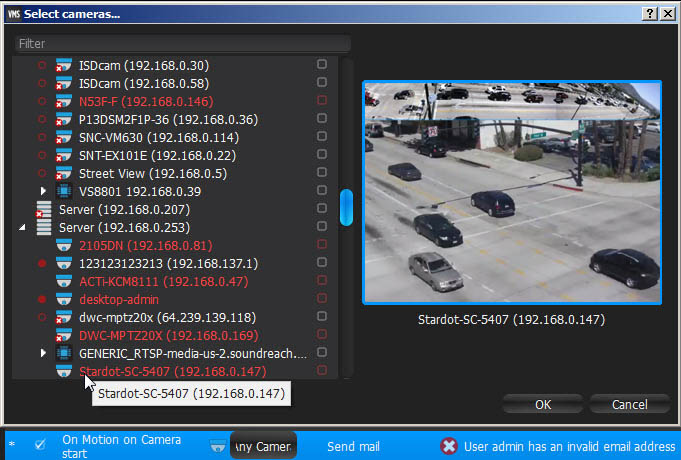 VMS Select cameras...
? X
Filter
ISDcam (192.168.0.30)
ISDcam (192.168.0.58)
N53F-F (192.168.0.146)
P13DSM2F1P-36 (192.168.0.36)
SNC-VM630 (192.168.0.114)
SNT-EX101E (192.168.0.22)
Street View (192.168.0.5)
VS8801 192.168.0.39
Server (192.168.0.207)
Server (192.168.0.253)
2105DN (192.168.0.81)
123123123213 (192.168.137.1)
ACTi-KCM8111 (192.168.0.47)
desktop-admin
dwc-mptz20x (64.239.139.118)
DWC-MPTZ20X (192.168.0.169)
GENERIC_RTSP-media-us-2.soundreach....
Stardot-SC-5407 (192.168.0.147)
Stardot-SC-5407 (192.168.0.147)
Stardot-SC-5407 (192.168.0.147)
OK Cancel
* On Motion on Camera start
Any Camera
Send mail
User admin has an invalid email address